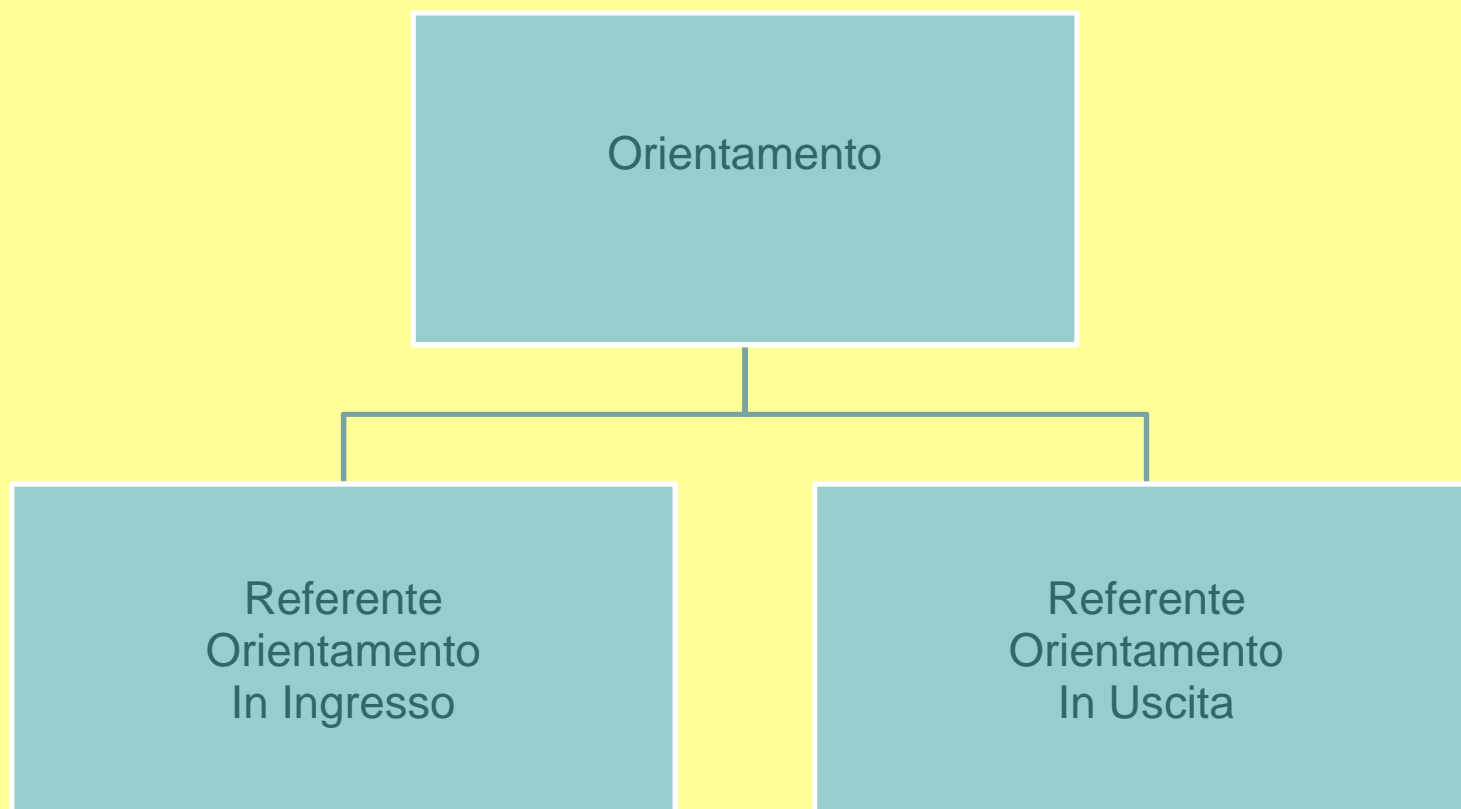 Orientamento
Referente
Orientamento
In Ingresso
Referente
Orientamento
In Uscita